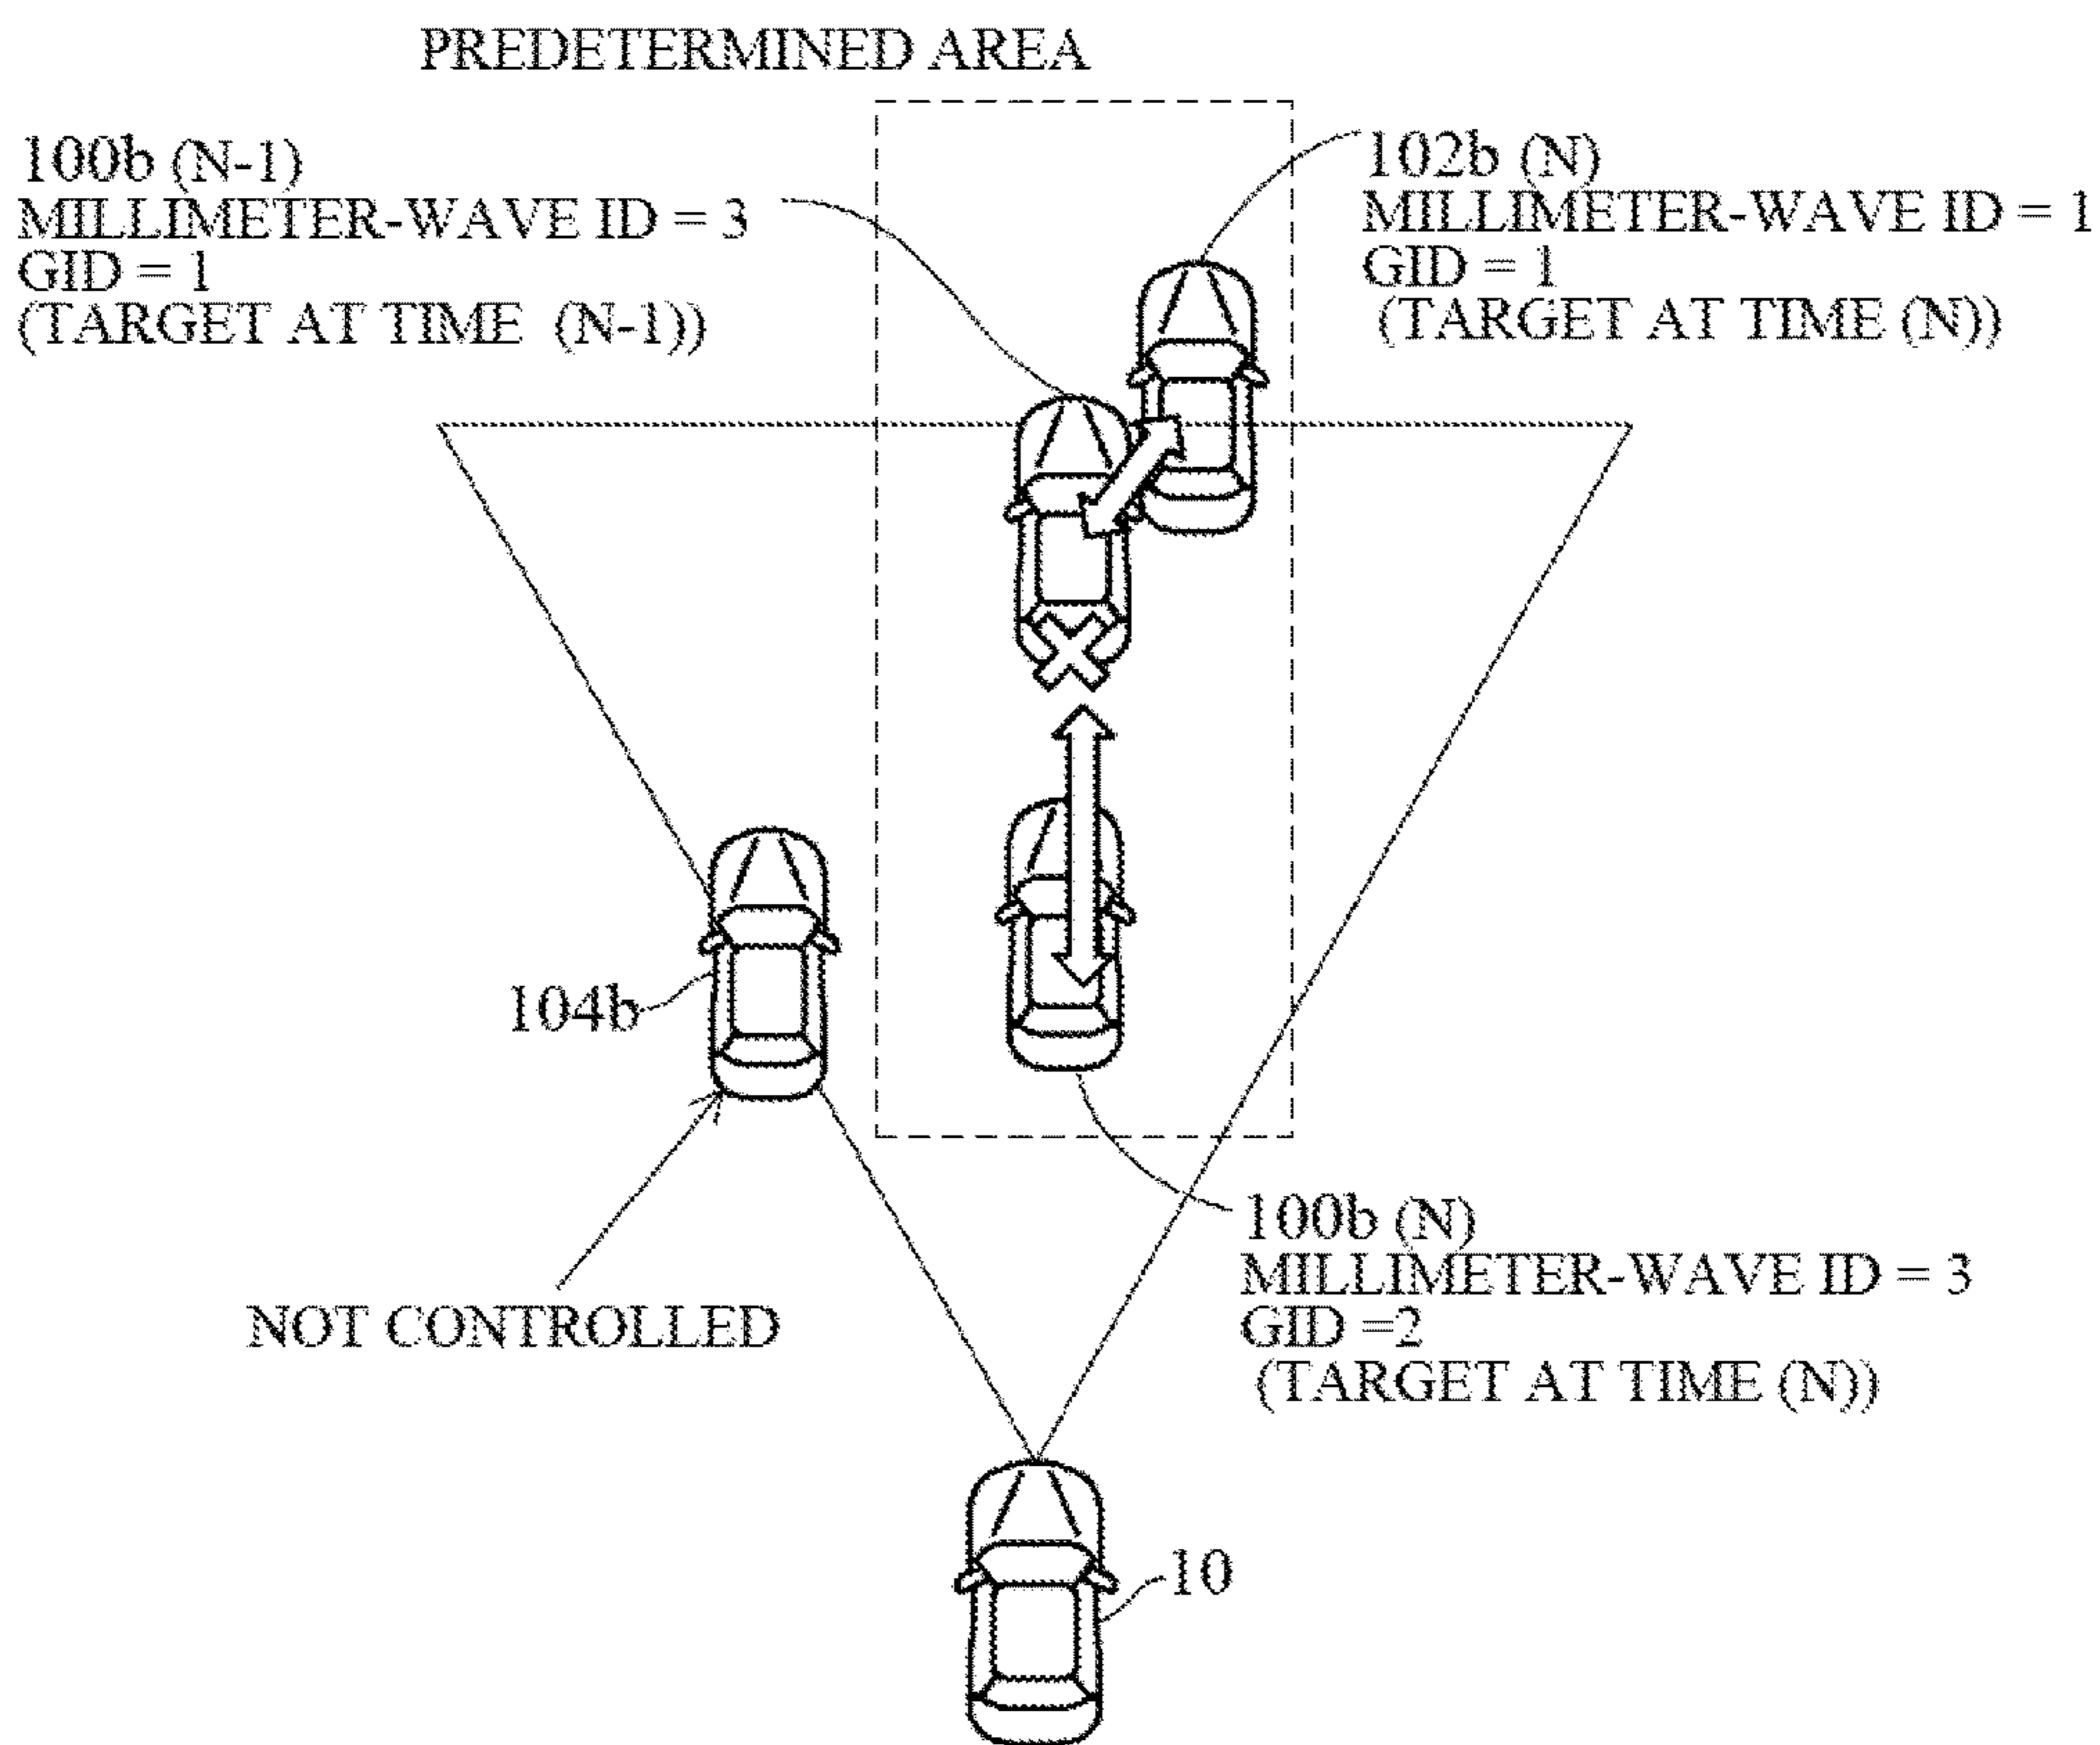 PREDETERMINED AREA
100b (N-1)
MILLIMETER-WAVE ID = 3
GID = 1
(TARGET AT TIME (N-1))
102b (N)
MILLIMETER-WAVE ID = 1
GID = 1
(TARGET AT TIME (N))
104b
NOT CONTROLLED
100b (N)
MILLIMETER-WAVE ID = 3
GID =2
(TARGET AT TIME (N))
10